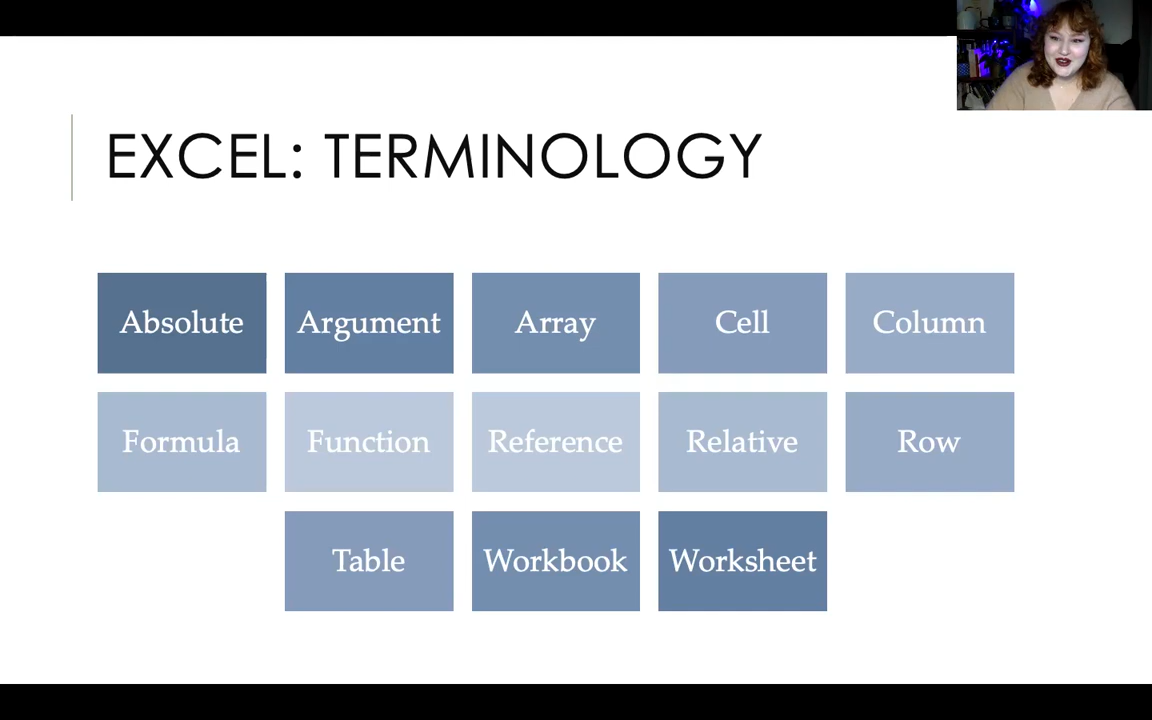 EXCEL: TERMINOLOGY
Absolute
Argument
Array
Cell
Column
Formula
Function
Reference
Relative
Row
Table
Workbook
Worksheet